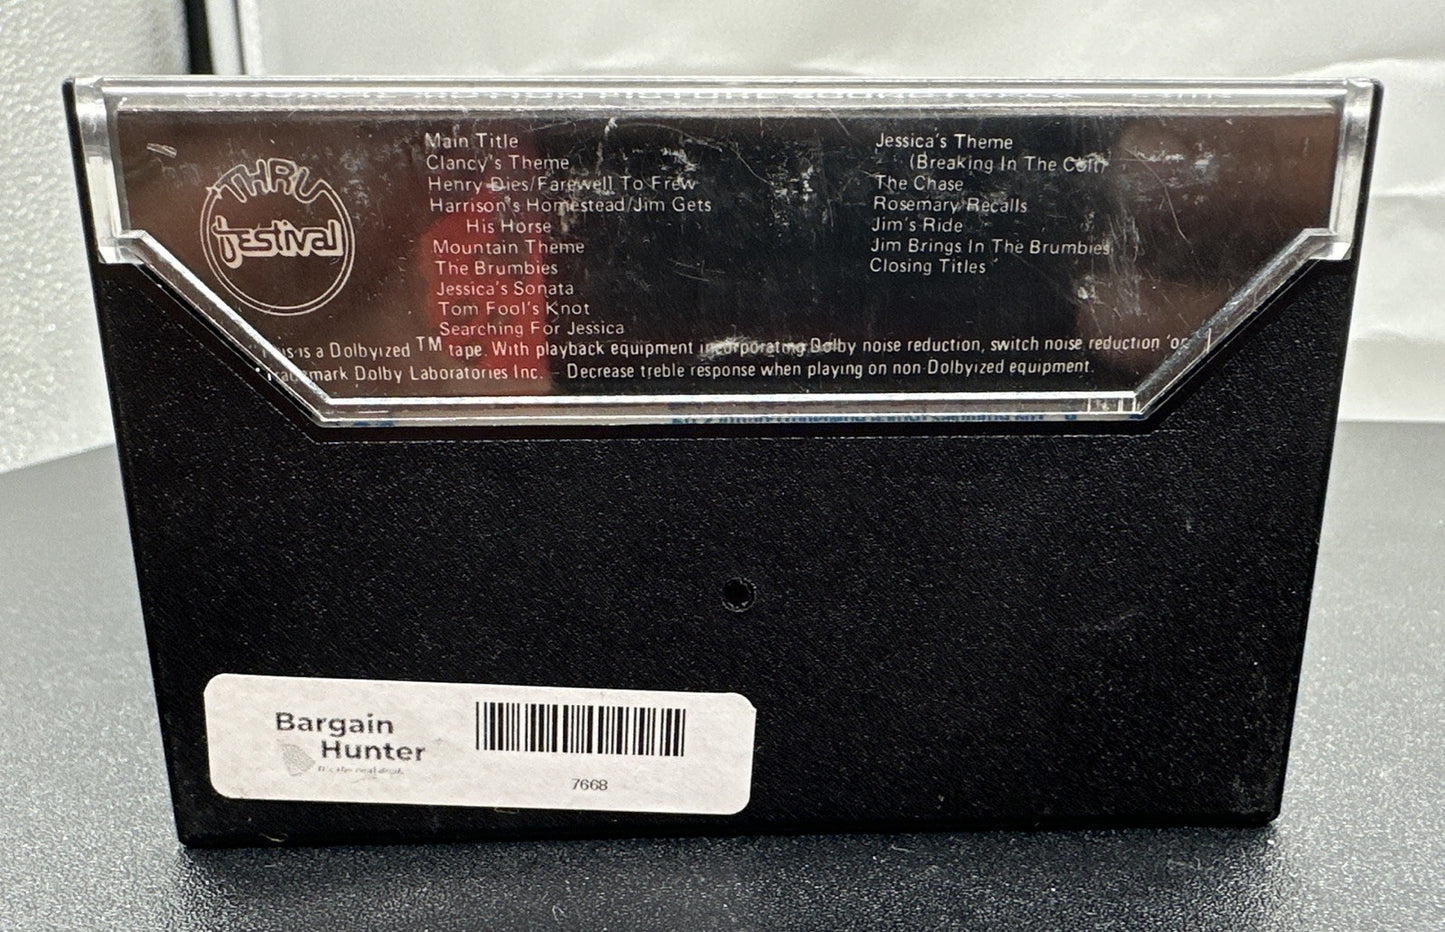 THRU
festival
Main Title
Clancy's Theme
Henry Dies/Farewell To Frew
Harrison's Homestead/Jim Gets
His Horse
Mountain Theme
The Brumbies
Jessica's Sonata
Tom Fool's Knot
Searching For Jessica
Jessica's Theme
(Breaking In The Colt)
The Chase
Rosemary Recalls
Jim's Ride
Jim Brings In The Brumbies
Closing Titles
is a Dolbyized TM tape. With playback equipment incorporating Dolby noise reduction, switch noise reduction
Trademark Dolby Laboratories Inc. Decrease treble response when playing on non-Dolbyized equipment.
Bargain
Hunter
It's the real deal.
7668